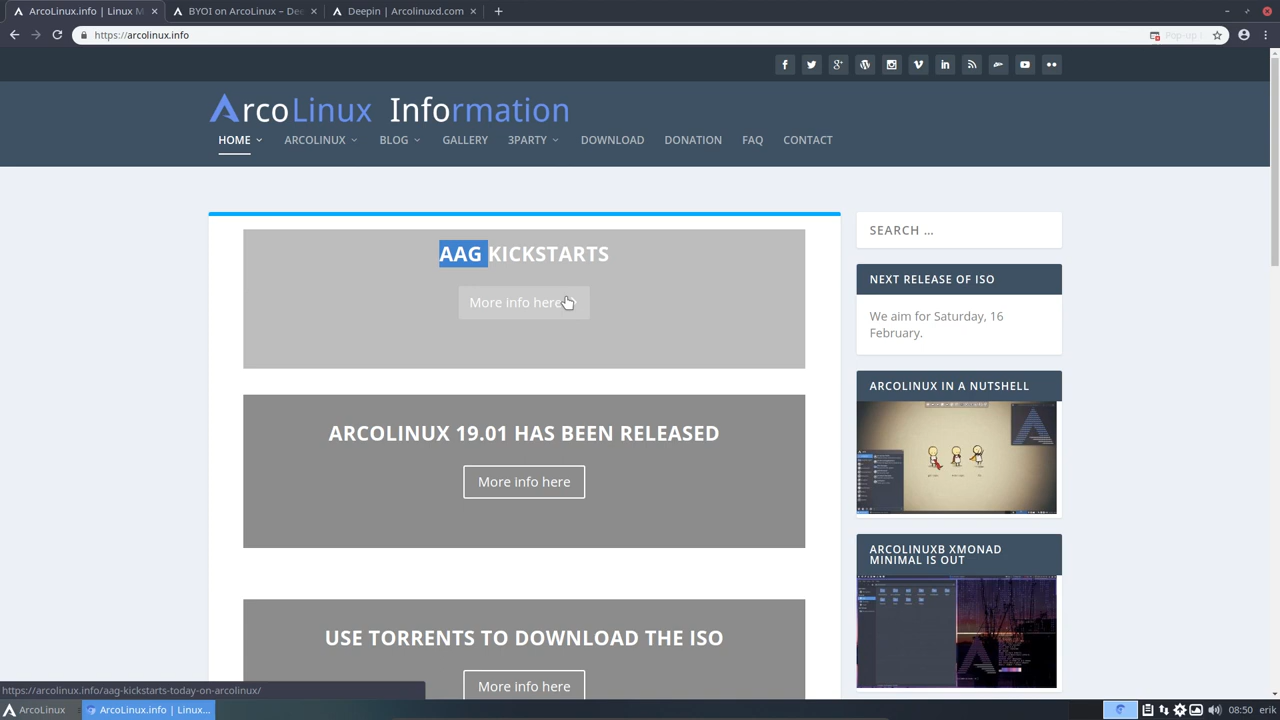 ArcoLinux.info | Linux M
BYOI on ArcoLinux – Dee
Deepin | Arcolinuxd.com
https://arcolinux.info
Pop-up
ArcoLinux Information
HOME
ARCOLINUX
BLOG
GALLERY
3PARTY
DOWNLOAD
DONATION
FAQ
CONTACT
AAG KICKSTARTS
More info here
ARCOLINUX 19.01 HAS BEEN RELEASED
More info here
USE TORRENTS TO DOWNLOAD THE ISO
More info here
SEARCH …
NEXT RELEASE OF ISO
We aim for Saturday, 16
February.
ARCOLINUX IN A NUTSHELL
ARCOLINUXB XMONAD
MINIMAL IS OUT
https://arcolinux.info/aag-kickstarts-today-on-arcolinux/
ArcoLinux
ArcoLinux.info | Linux...
08:50
erik